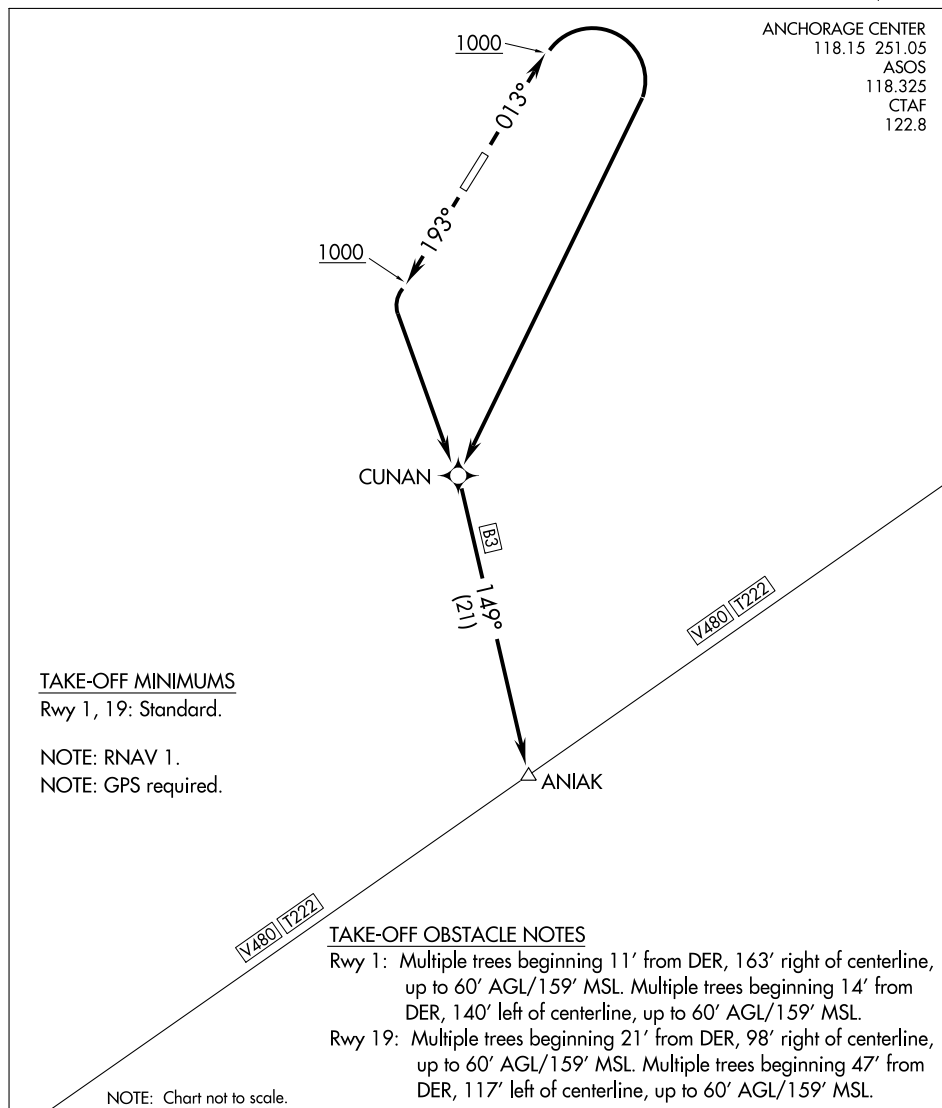 ANCHORAGE CENTER
118.15 251.05
ASOS
118.325
CTAF
122.8
1000
013°
193°
1000
CUNAN
B3
149°
(21)
V480 T222
TAKE-OFF MINIMUMS
Rwy 1, 19: Standard.
NOTE: RNAV 1.
NOTE: GPS required.
ANIAK
V480 T222
TAKE-OFF OBSTACLE NOTES
Rwy 1: Multiple trees beginning 11' from DER, 163' right of centerline,
up to 60' AGL/159' MSL. Multiple trees beginning 14' from
DER, 140' left of centerline, up to 60' AGL/159' MSL.
Rwy 19: Multiple trees beginning 21' from DER, 98' right of centerline,
up to 60' AGL/159' MSL. Multiple trees beginning 47' from
DER, 117' left of centerline, up to 60' AGL/159' MSL.
NOTE: Chart not to scale.